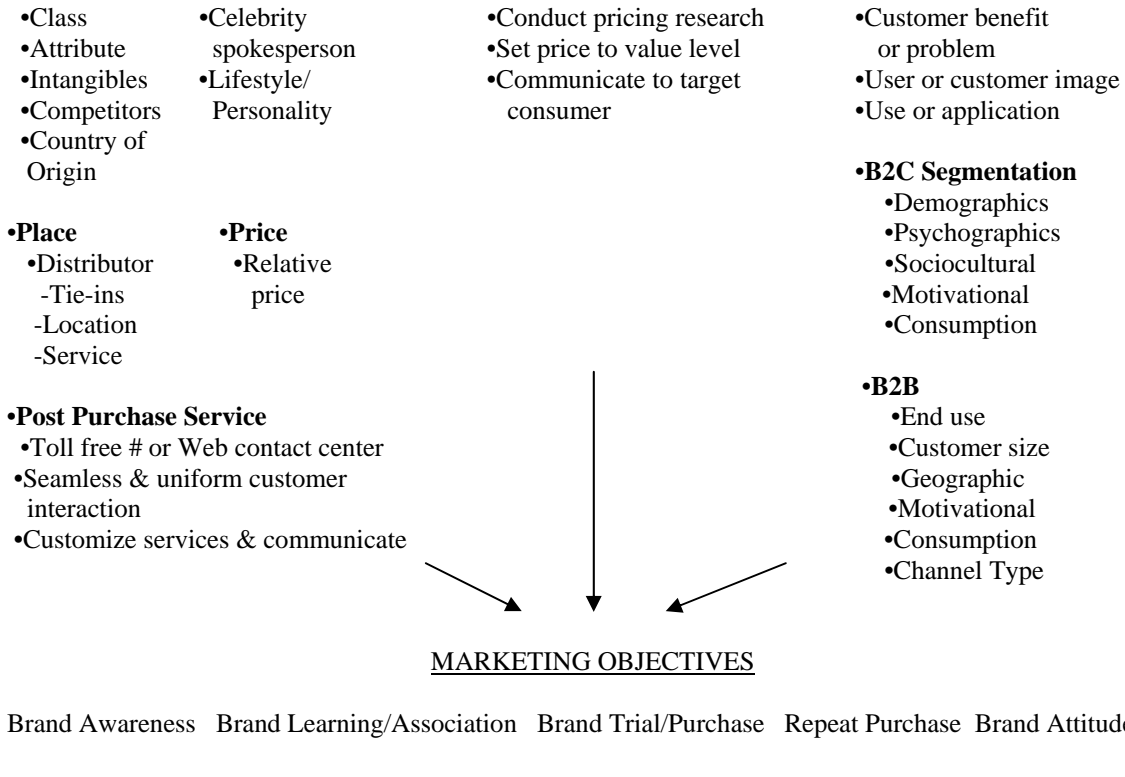 •Class
•Attribute
•Intangibles
•Competitors
•Country of
Origin
•Celebrity
spokesperson
•Lifestyle/
Personality
•Conduct pricing research
•Set price to value level
•Communicate to target
consumer
•Customer benefit
or problem
•User or customer image
•Use or application
•Place
•Distributor
-Tie-ins
-Location
-Service
•Price
•Relative
price
•B2C Segmentation
•Demographics
•Psychographics
•Sociocultural
•Motivational
•Consumption
•Post Purchase Service
•Toll free # or Web contact center
•Seamless & uniform customer
interaction
•Customize services & communicate
•B2B
•End use
•Customer size
•Geographic
•Motivational
•Consumption
•Channel Type
MARKETING OBJECTIVES
Brand Awareness Brand Learning/Association Brand Trial/Purchase Repeat Purchase Brand Attitude